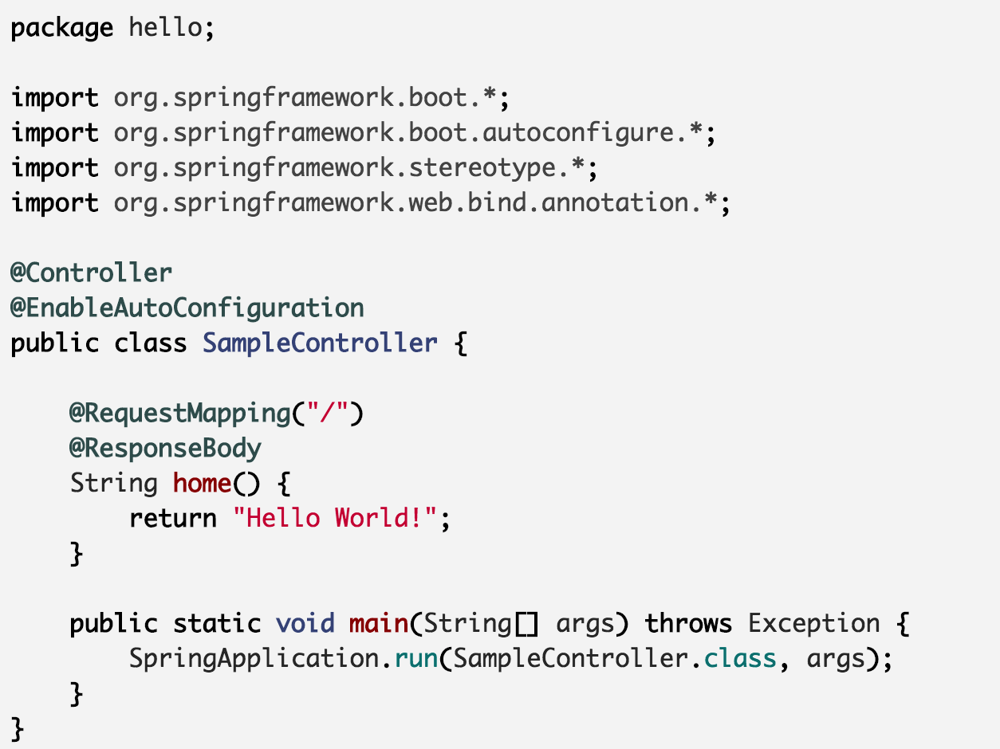 package hello;

import org.springframework.boot.*;
import org.springframework.boot.autoconfigure.*;
import org.springframework.stereotype.*;
import org.springframework.web.bind.annotation.*;

@Controller
@EnableAutoConfiguration
public class SampleController {

    @RequestMapping("/")
    @ResponseBody
    String home() {
        return "Hello World!";
    }

    public static void main(String[] args) throws Exception {
        SpringApplication.run(SampleController.class, args);
    }
}